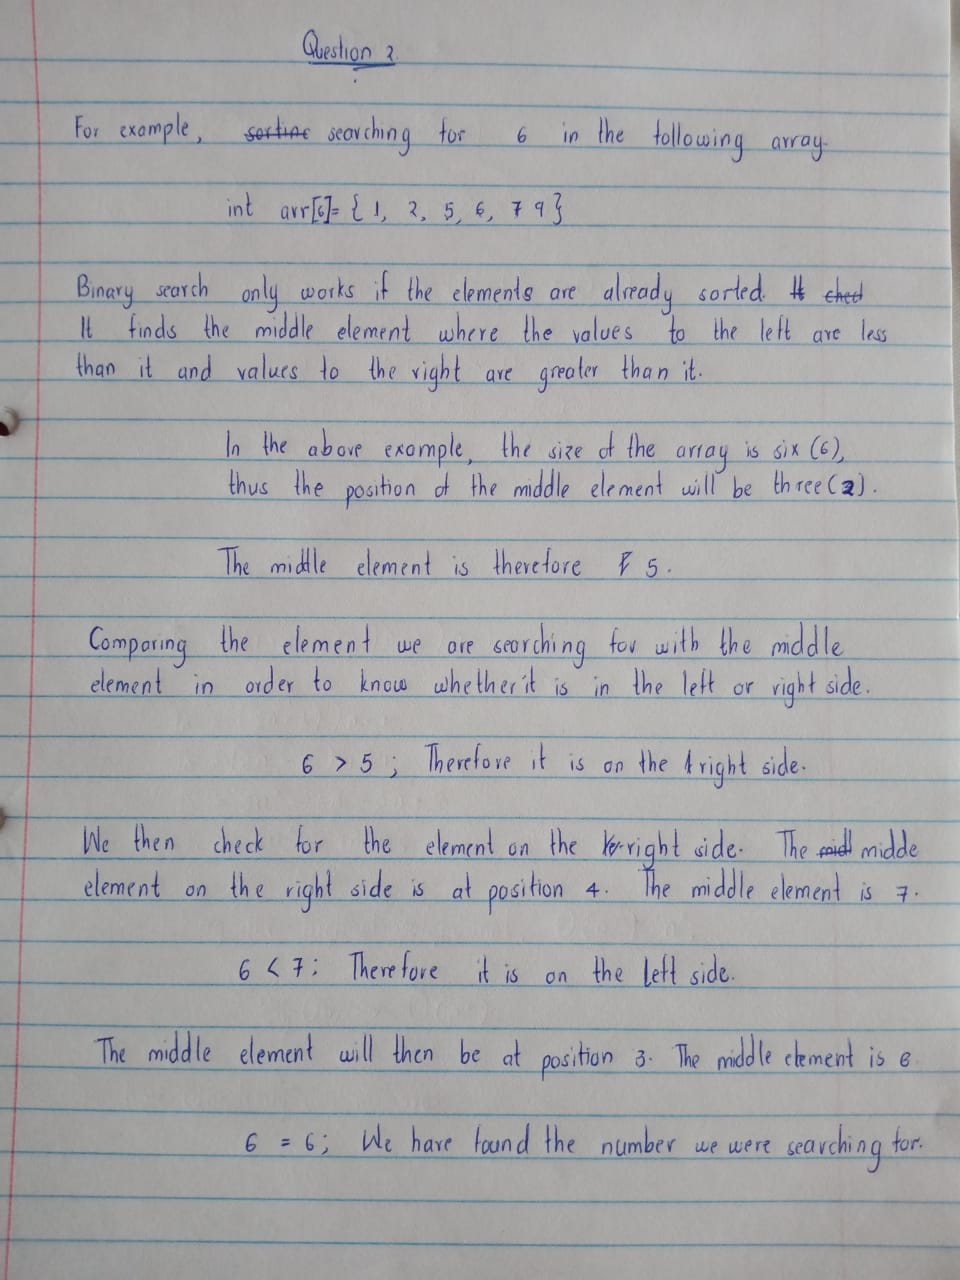 Question 2
For example, sortinc searching for 6 in the following array.
int arr[6]= { 1, 2, 5, 6, 7 9 }
Binary search only works if the elements are already sorted. It ched
It finds the middle element where the values to the left are less
than it and values to the right are greater than it.
In the above example, the size of the array is six (6),
thus the position of the middle element will be three (2).
The middle element is therefore 5.
Comparing the element we are searching for with the middle
element in order to know whether it is in the left or right side.
6 > 5 ; Therefore it is on the right side.
We then check for the element on the right side. The midl midde
element on the right side is at position 4. The middle element is 7.
6 < 7; Therefore it is on the left side.
The middle element will then be at position 3. The middle element is 6
6 = 6; We have found the number we were searching for.